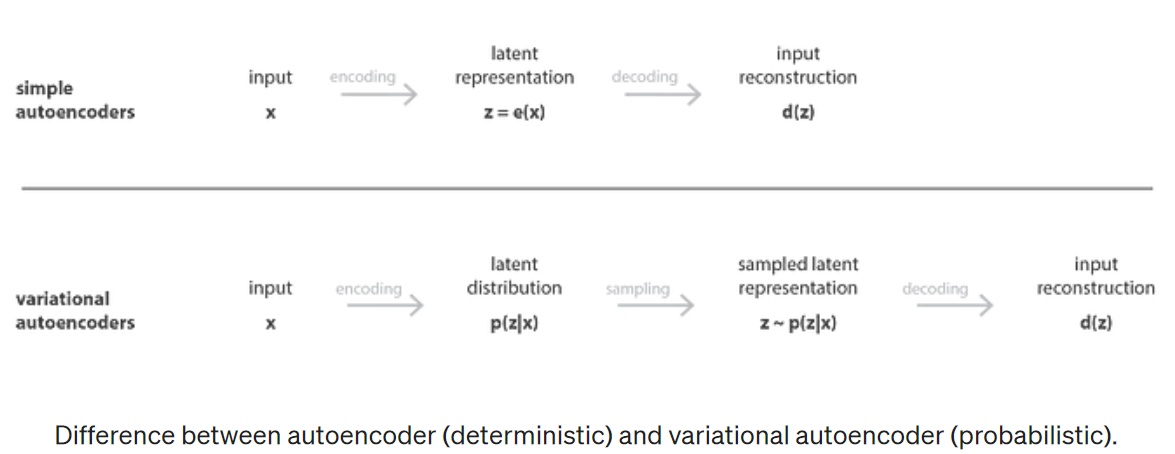 simple
autoencoders
input
x
encoding
latent
representation
z = e(x)
decoding
input
reconstruction
d(z)
variational
autoencoders
input
x
encoding
latent
distribution
p(z|x)
sampling
sampled latent
representation
z ~ p(z|x)
decoding
input
reconstruction
d(z)
Difference between autoencoder (deterministic) and variational autoencoder (probabilistic).